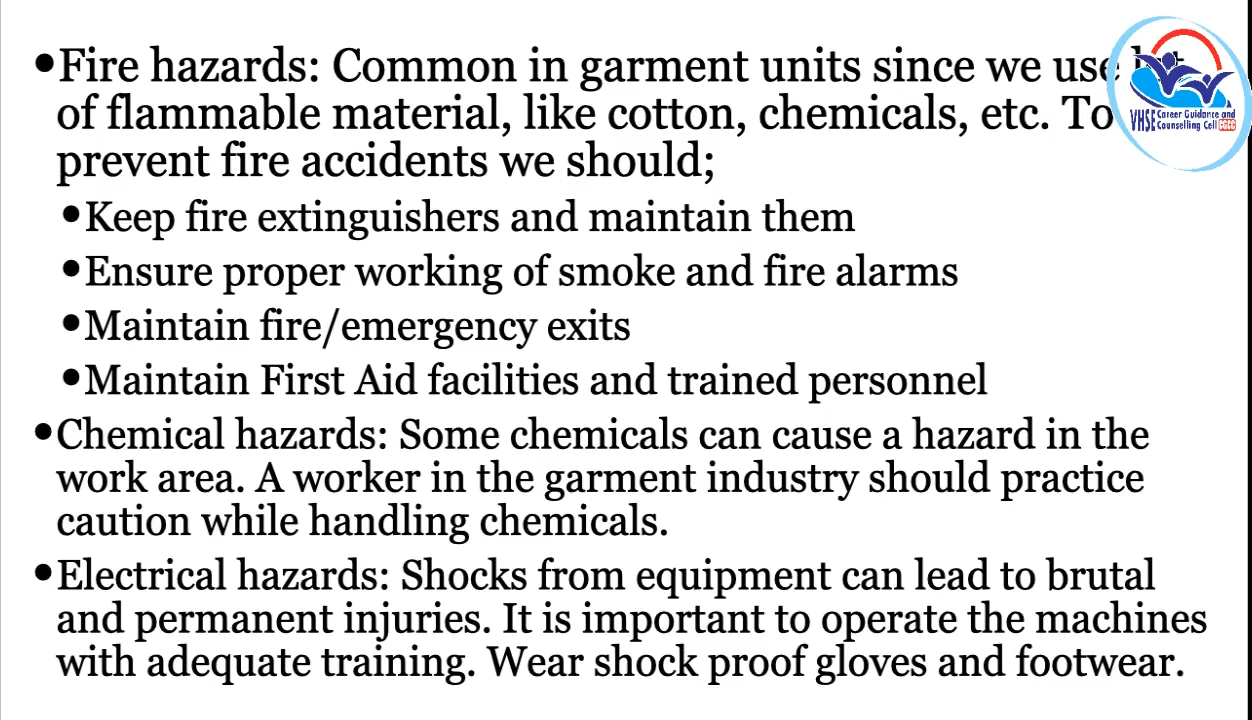 •Fire hazards: Common in garment units since we use
of flammable material, like cotton, chemicals, etc. To
prevent fire accidents we should;
•Keep fire extinguishers and maintain them
•Ensure proper working of smoke and fire alarms
•Maintain fire/emergency exits
•Maintain First Aid facilities and trained personnel
•Chemical hazards: Some chemicals can cause a hazard in the
work area. A worker in the garment industry should practice
caution while handling chemicals.
•Electrical hazards: Shocks from equipment can lead to brutal
and permanent injuries. It is important to operate the machines
with adequate training. Wear shock proof gloves and footwear.
VHSE Career Guidance and
Counselling Cell CGCC